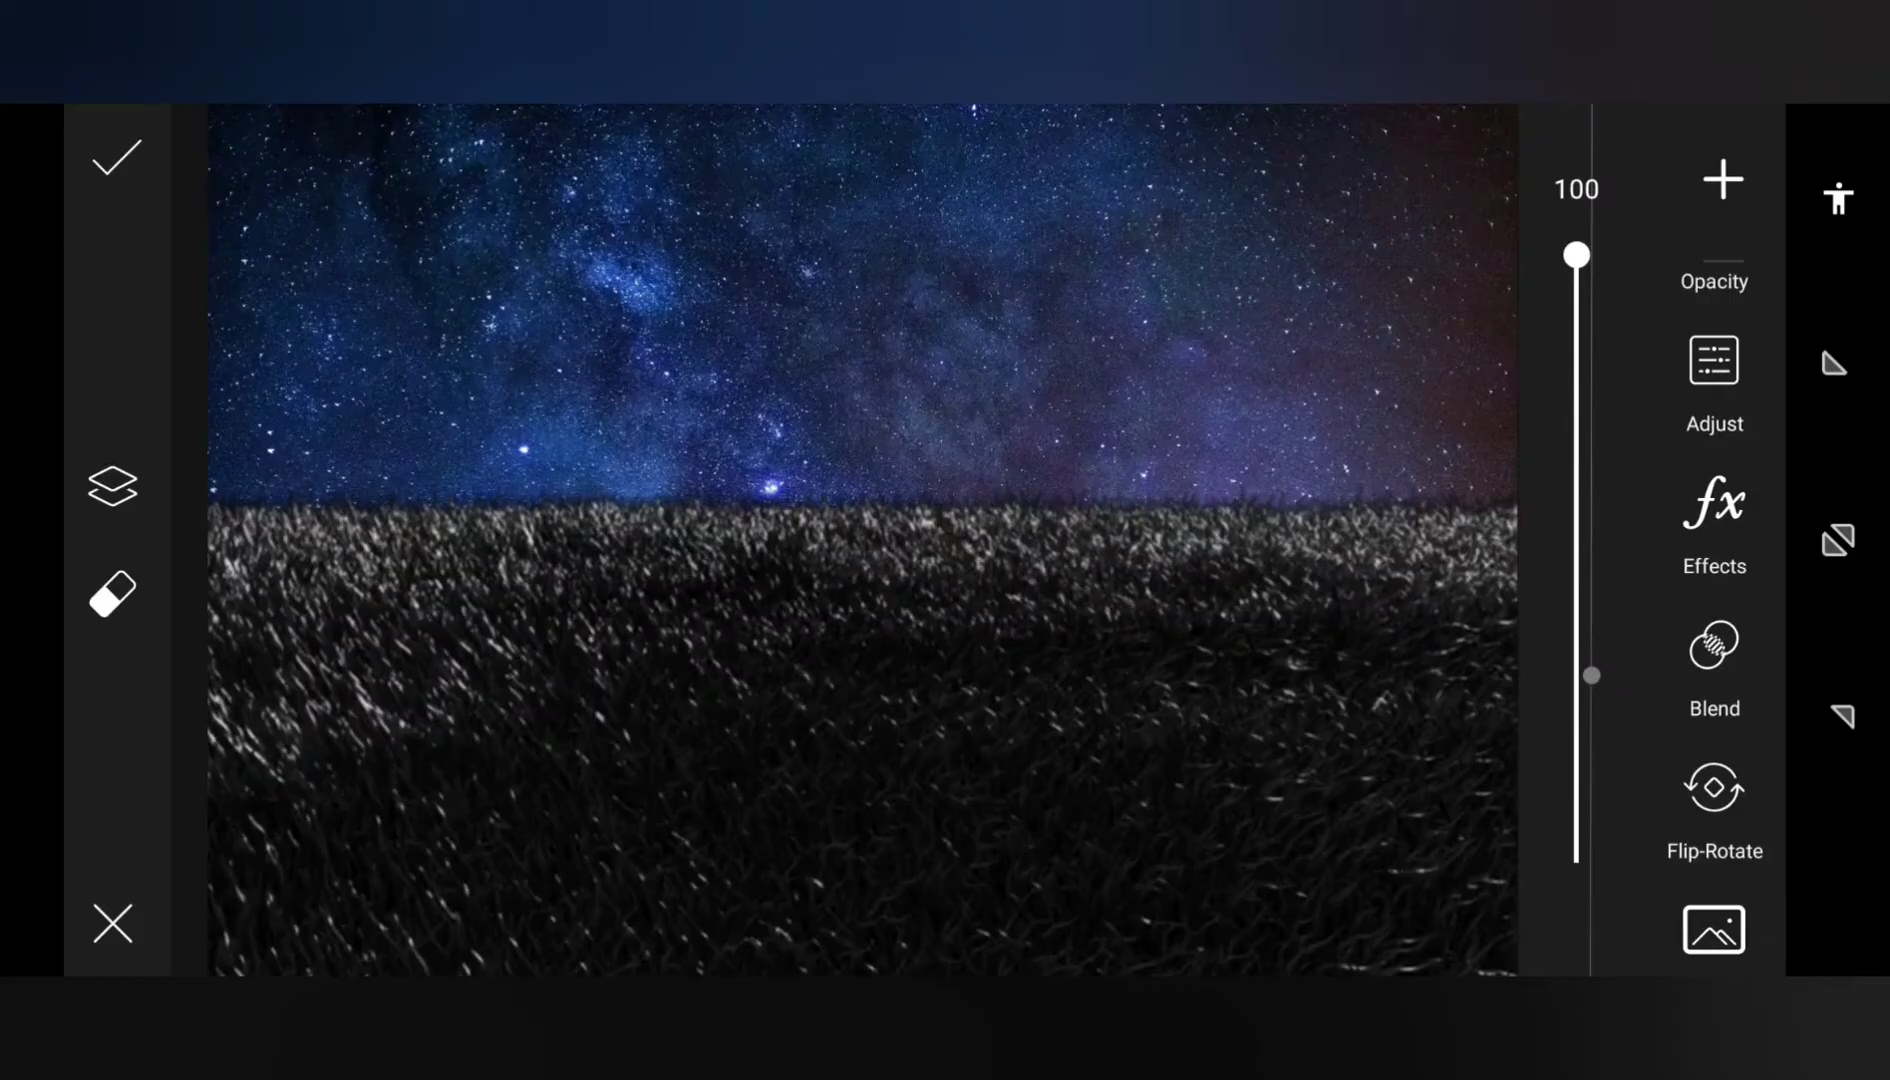 100
Opacity
Adjust
fx
Effects
Blend
Flip-Rotate